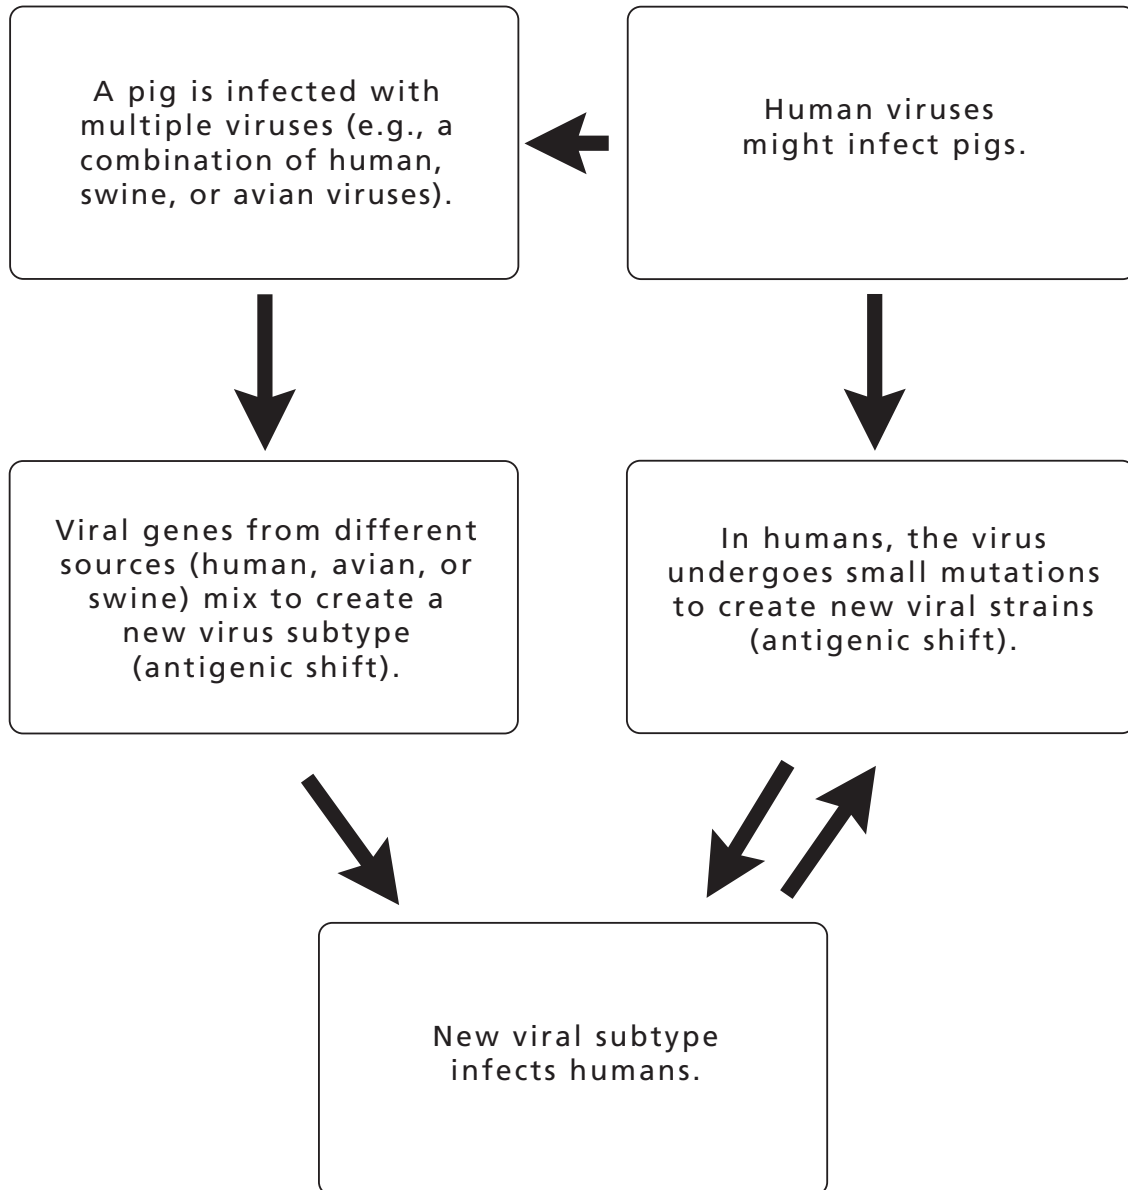 A pig is infected with
multiple viruses (e.g., a
combination of human,
swine, or avian viruses).
Human viruses
might infect pigs.
Viral genes from different
sources (human, avian, or
swine) mix to create a
new virus subtype
(antigenic shift).
In humans, the virus
undergoes small mutations
to create new viral strains
(antigenic shift).
New viral subtype
infects humans.